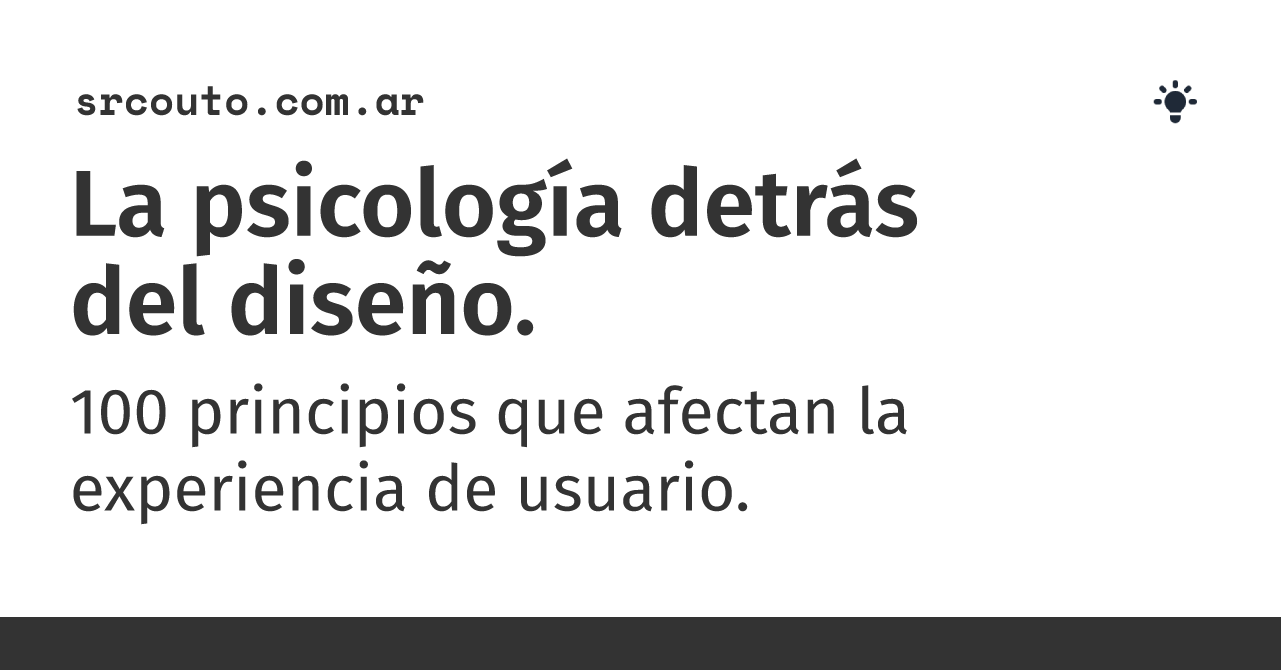 srcouto.com.ar
La psicología detrás
del diseño.
100 principios que afectan la
experiencia de usuario.